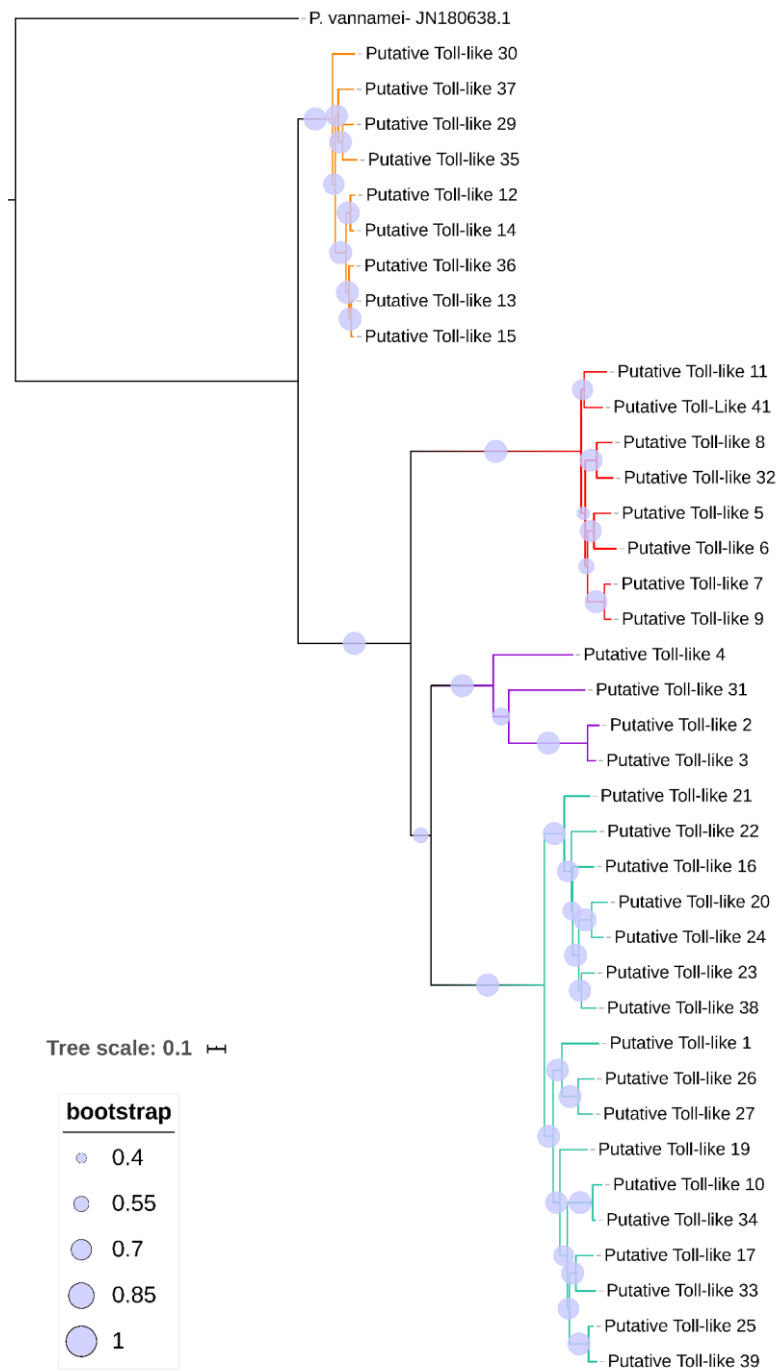 P. vannamei- JN180638.1
Putative Toll-like 30
Putative Toll-like 37
Putative Toll-like 29
Putative Toll-like 35
Putative Toll-like 12
Putative Toll-like 14
Putative Toll-like 36
Putative Toll-like 13
Putative Toll-like 15
Putative Toll-like 11
Putative Toll-Like 41
Putative Toll-like 8
Putative Toll-like 32
Putative Toll-like 5
Putative Toll-like 6
Putative Toll-like 7
Putative Toll-like 9
Putative Toll-like 4
Putative Toll-like 31
Putative Toll-like 2
Putative Toll-like 3
Putative Toll-like 21
Putative Toll-like 22
Putative Toll-like 16
Putative Toll-like 20
Putative Toll-like 24
Putative Toll-like 23
Putative Toll-like 38
Putative Toll-like 1
Putative Toll-like 26
Putative Toll-like 27
Putative Toll-like 19
Putative Toll-like 10
Putative Toll-like 34
Putative Toll-like 17
Putative Toll-like 33
Putative Toll-like 25
Putative Toll-like 39
Tree scale: 0.1
bootstrap
0.4
0.55
0.7
0.85
1